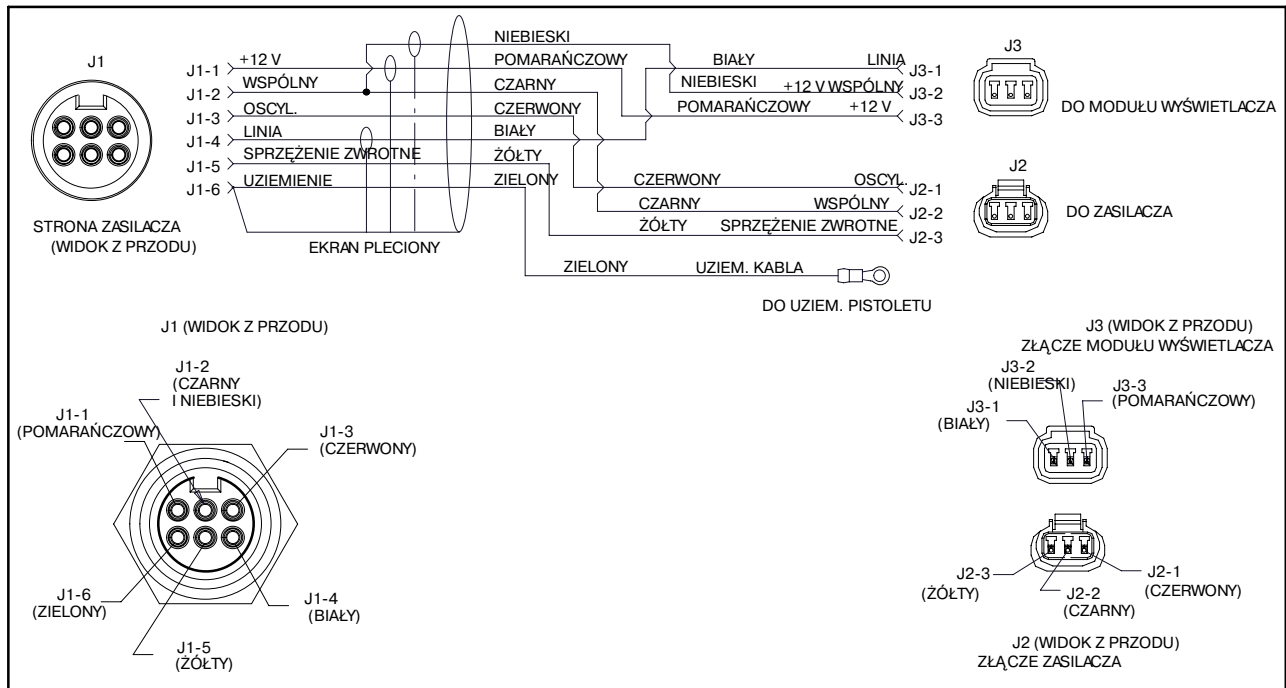 J1
J1-1 +12 V
J1-2 WSPÓLNY
J1-3 OSCYL.
J1-4 LINIA
J1-5 SPRZĘŻENIE ZWROTNE
J1-6 UZIEMIENIE
STRONA ZASILACZA
(WIDOK Z PRZODU)
EKRAN PLECIONY
NIEBIESKI
POMARAŃCZOWY
CZARNY
CZERWONY
BIAŁY
ŻÓŁTY
ZIELONY
BIAŁY LINIA J3-1
NIEBIESKI +12 V WSPÓLNY J3-2
POMARAŃCZOWY +12 V J3-3
J3
DO MODUŁU WYŚWIETLACZA
CZERWONY OSCYL. J2-1
CZARNY WSPÓLNY J2-2
ŻÓŁTY SPRZĘŻENIE ZWROTNE J2-3
J2
DO ZASILACZA
ZIELONY UZIEM. KABLA
DO UZIEM. PISTOLETU
J1 (WIDOK Z PRZODU)
J1-2
(CZARNY
I NIEBIESKI)
J1-1
(POMARAŃCZOWY)
J1-3
(CZERWONY)
J1-6
(ZIELONY)
J1-4
(BIAŁY)
J1-5
(ŻÓŁTY)
J3 (WIDOK Z PRZODU)
ZŁĄCZE MODUŁU WYŚWIETLACZA
J3-2
(NIEBIESKI)
J3-3
(POMARAŃCZOWY)
J3-1
(BIAŁY)
J2-3
(ŻÓŁTY)
J2-2
(CZARNY)
J2-1
(CZERWONY)
J2 (WIDOK Z PRZODU)
ZŁĄCZE ZASILACZA